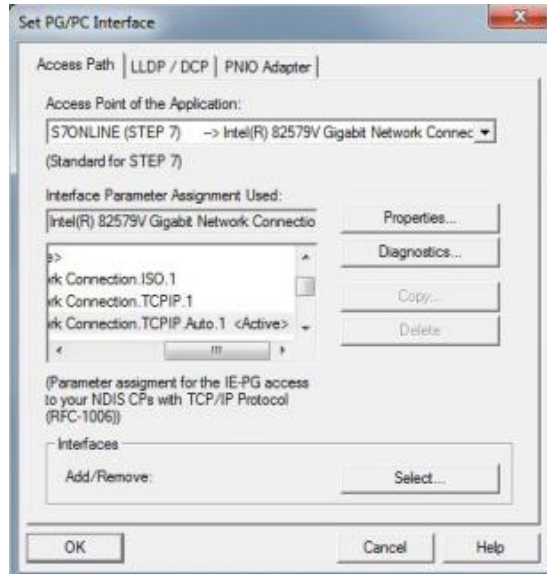 Set PG/PC Interface
Access Path LLDP / DCP PNIO Adapter
Access Point of the Application:
S7ONLINE (STEP 7) --> Intel(R) 82579V Gigabit Network Connec
(Standard for STEP 7)
Interface Parameter Assignment Used:
Intel(R) 82579V Gigabit Network Connectio
Properties...
Diagnostics...
e>
rk Connection.ISO.1
rk Connection.TCPIP.1
rk Connection.TCPIP.Auto.1 <Active>
Copy...
Delete
(Parameter assigment for the IE-PG access
to your NDIS CPs with TCP/IP Protocol
(RFC-1006))
Interfaces
Add/Remove:
Select...
OK
Cancel
Help